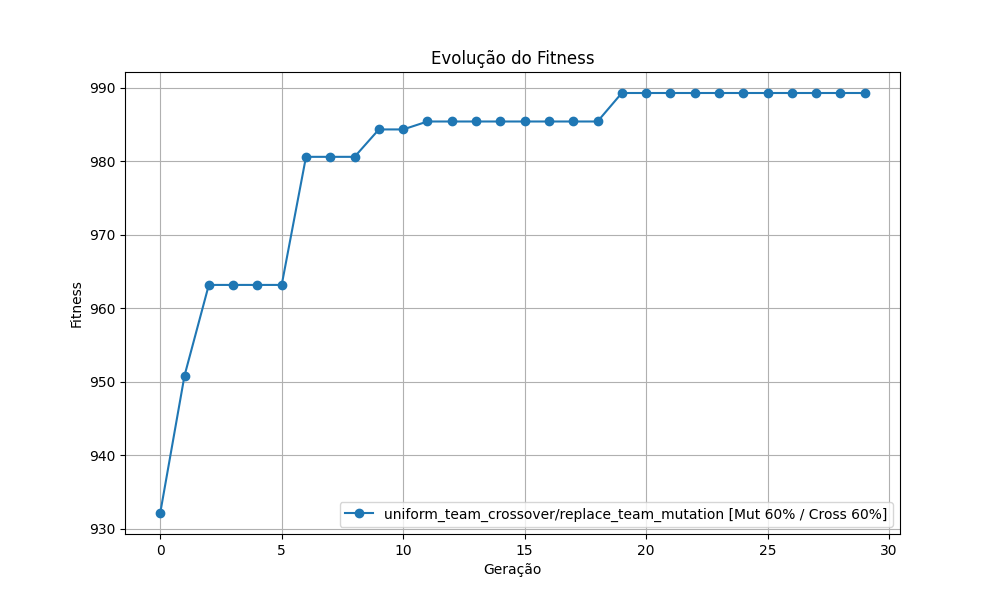 Evolução do Fitness
Fitness
990
980
970
960
950
940
930
uniform_team_crossover/replace_team_mutation [Mut 60% / Cross 60%]
0 5 10 15 20 25 30
Geração